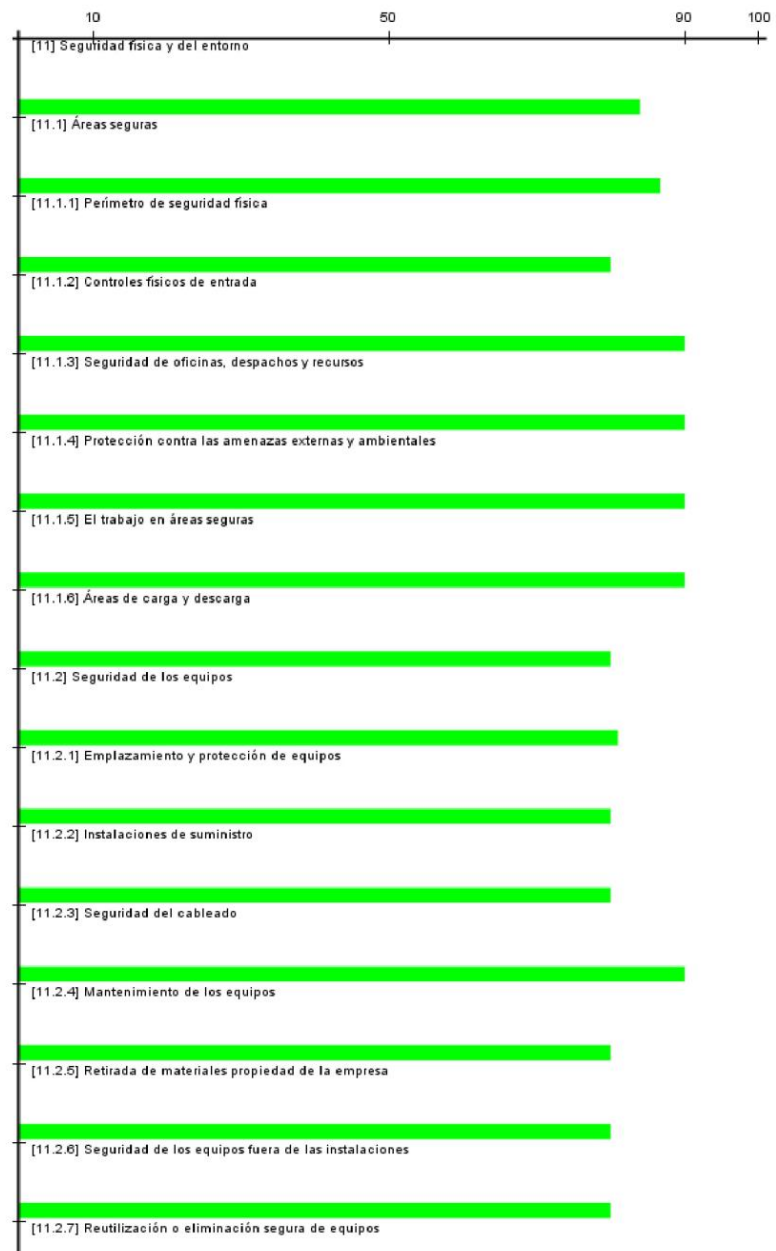 10 50 90 100
[11] Seguridad física y del entorno
[11.1] Áreas seguras
[11.1.1] Perímetro de seguridad física
[11.1.2] Controles físicos de entrada
[11.1.3] Seguridad de oficinas, despachos y recursos
[11.1.4] Protección contra las amenazas externas y ambientales
[11.1.5] El trabajo en áreas seguras
[11.1.6] Áreas de carga y descarga
[11.2] Seguridad de los equipos
[11.2.1] Emplazamiento y protección de equipos
[11.2.2] Instalaciones de suministro
[11.2.3] Seguridad del cableado
[11.2.4] Mantenimiento de los equipos
[11.2.5] Retirada de materiales propiedad de la empresa
[11.2.6] Seguridad de los equipos fuera de las instalaciones
[11.2.7] Reutilización o eliminación segura de equipos